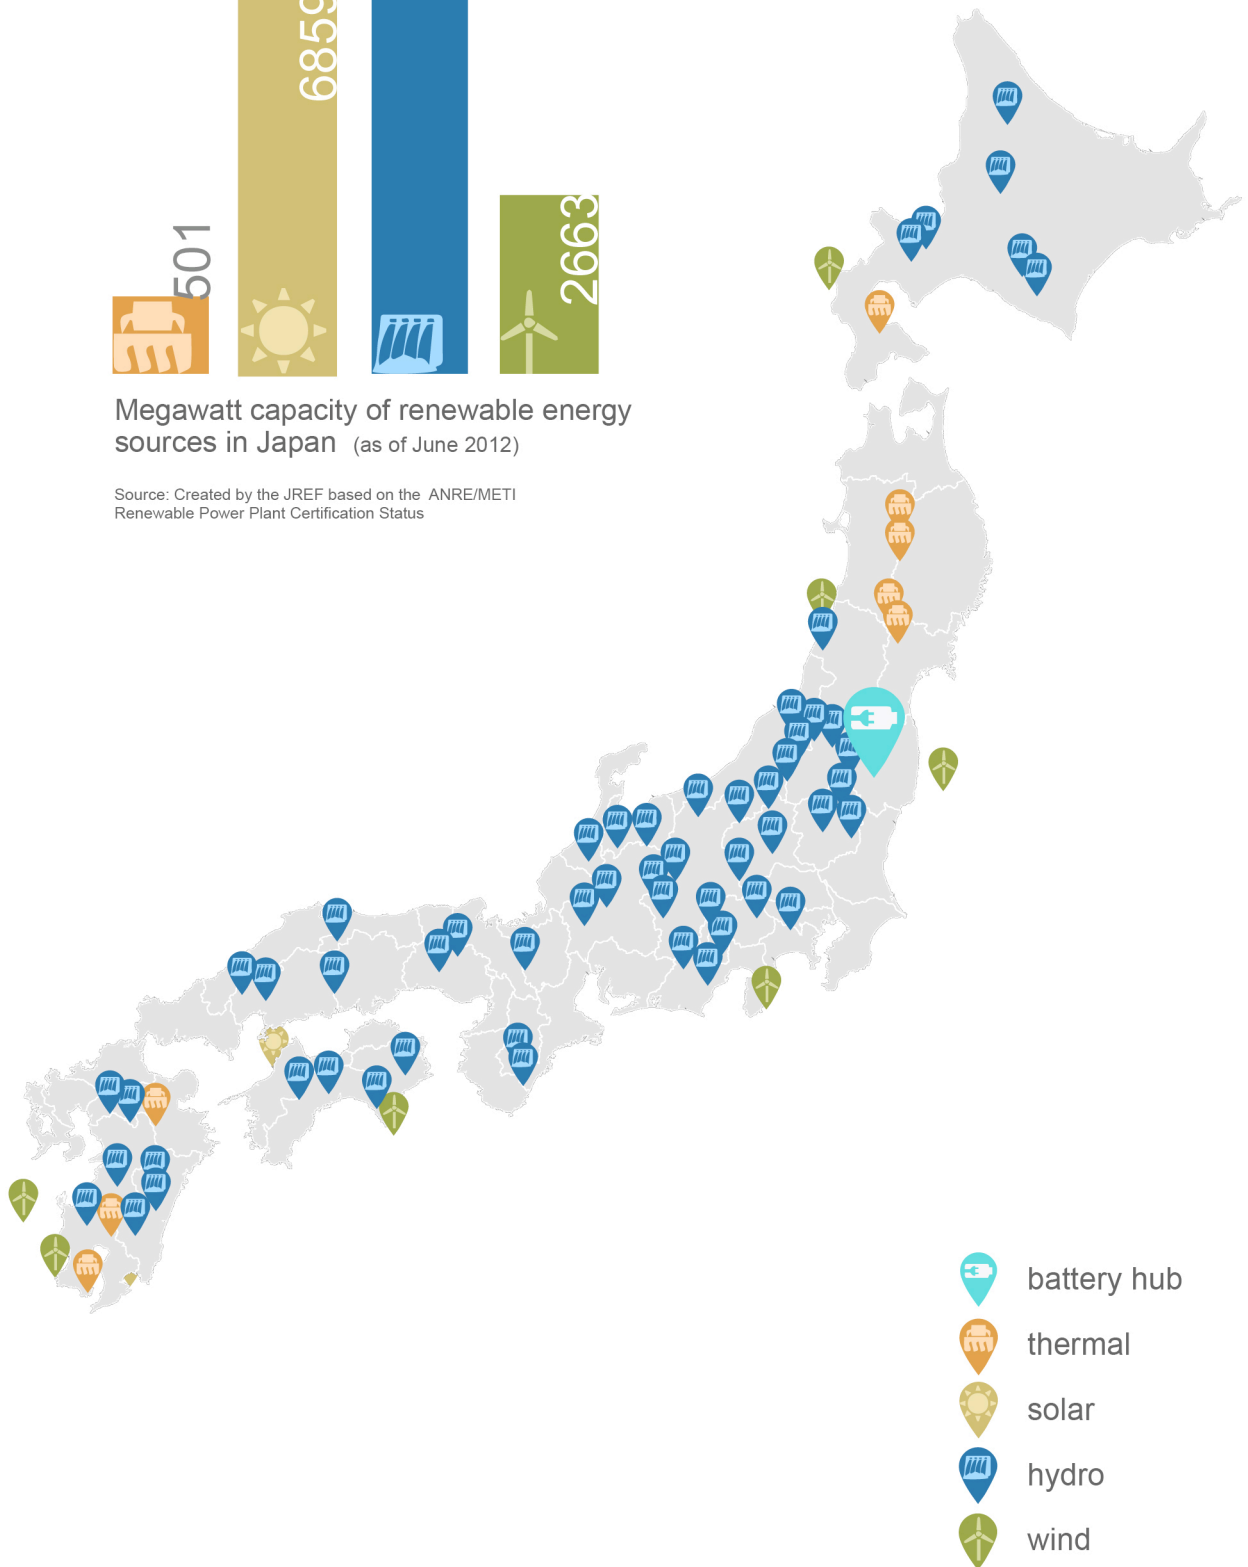 6859
501
2663
Megawatt capacity of renewable energy
sources in Japan (as of June 2012)
Source: Created by the JREF based on the ANRE/METI
Renewable Power Plant Certification Status
battery hub
thermal
solar
hydro
wind